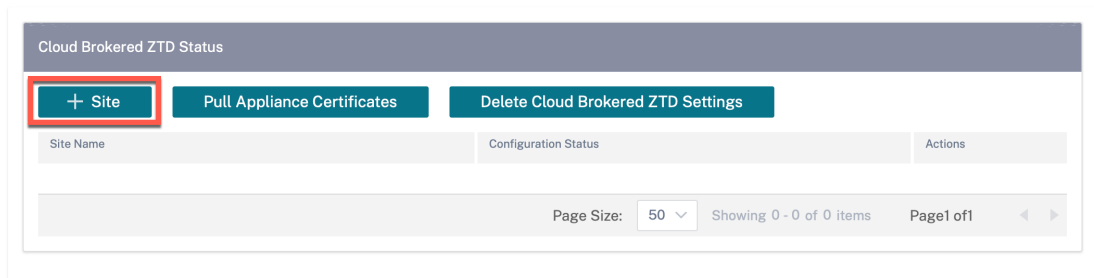 Cloud Brokered ZTD Status
+ Site Pull Appliance Certificates Delete Cloud Brokered ZTD Settings
Site Name Configuration Status Actions
Page Size: 50 Showing 0 - 0 of 0 items Page1 of1